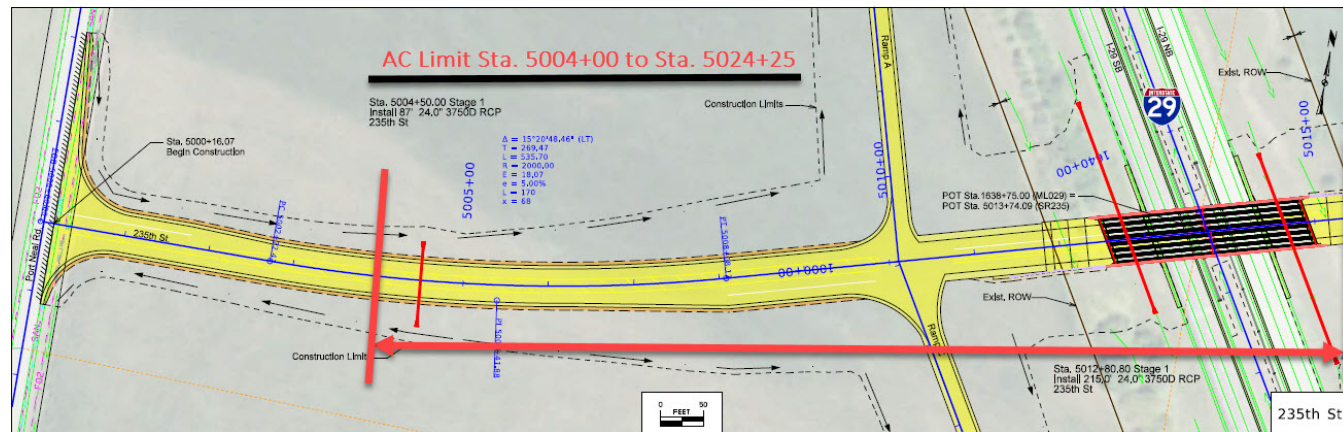 AC Limit Sta. 5004+00 to Sta. 5024+25
Sta. 5004+50.00 Stage 1
Install 87' 24.0" 3750D RCP
235th St
Δ = 15°20'48.46" (LT)
T = 269.47
L = 535.70
R = 2000.00
E = 18.07
e = 5.00%
L = 170
x = 68
Construction Limits
Ramp A
I-29 SB
I-29 NB
INTERSTATE
29
Exist. ROW
5015+00
Sta. 5000+16.07
Begin Construction
5005+00
5010+00
1640+00
POT Sta.1638+75.00 (ML029) =
POT Sta. 5013+74.09 (SR235)
Port Neal Rd.
235th St.
1000+00
Exist. ROW
Construction Limits
Sta. 5012+80.80 Stage 1
Install 215.0' 24.0" 3750D RCP
235th St
0 50
FEET
235th St